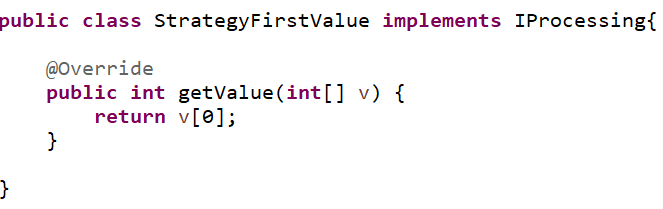 public class StrategyFirstValue implements IProcessing{
@Override
public int getValue(int[] v) {
return v[0];
}
}